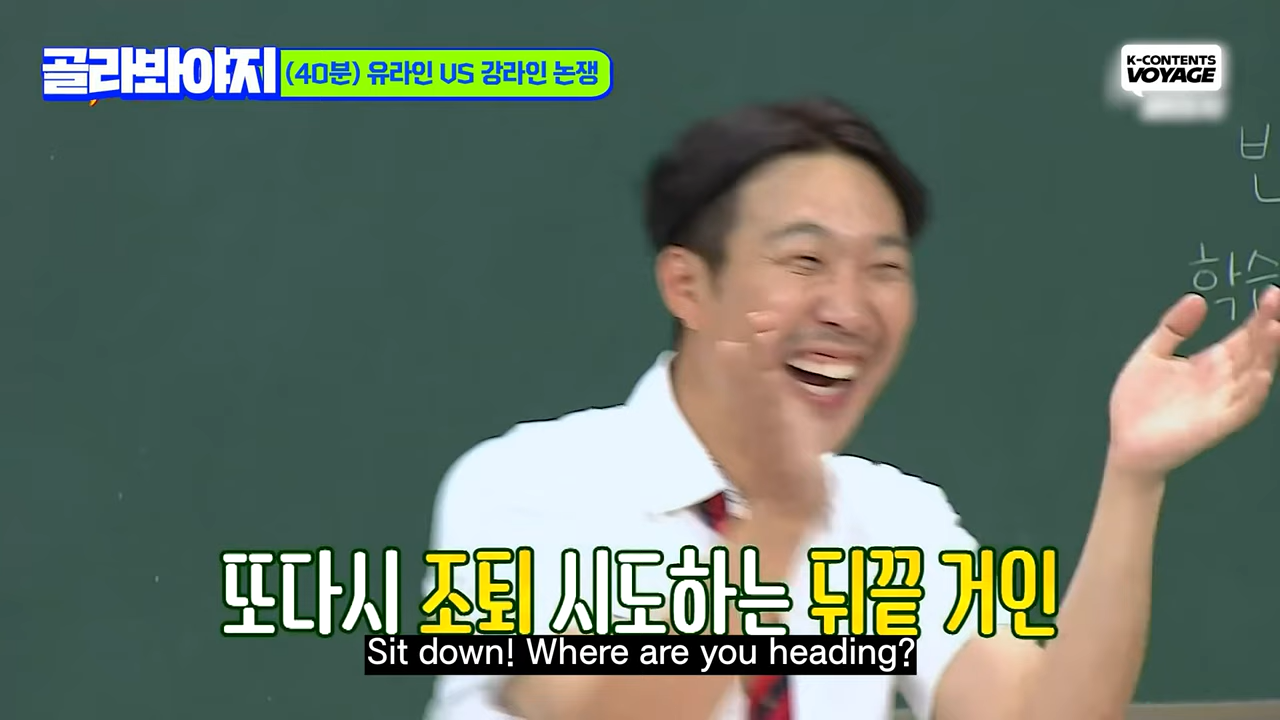 골라봐야지 (40분) 유라인 VS 강라인 논쟁
K-CONTENTS
VOYAGE
또다시 조퇴 시도하는 뒤끝 거인
Sit down! Where are you heading?